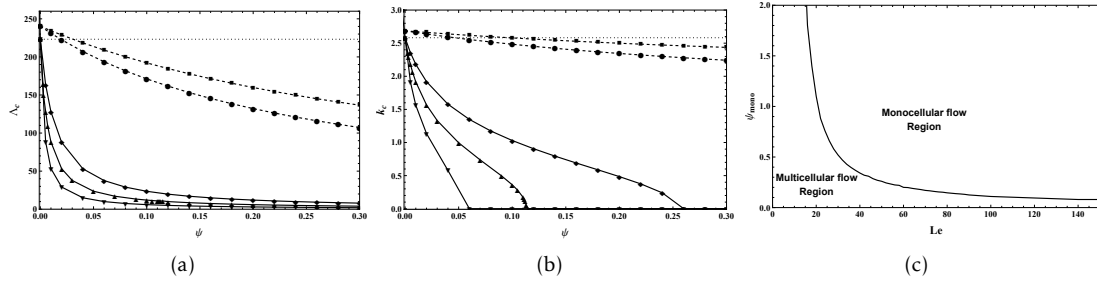 250
200
150
100
50
0
Λc
0.00 0.05 0.10 0.15 0.20 0.25 0.30
ψ
(a)
3.0
2.5
2.0
1.5
1.0
0.5
0.0
kc
0.00 0.05 0.10 0.15 0.20 0.25 0.30
ψ
(b)
2.0
1.5
1.0
0.5
0.0
ψmono
Monocellular flow
Region
Multicellular flow
Region
0 20 40 60 80 100 120 140
Le
(c)